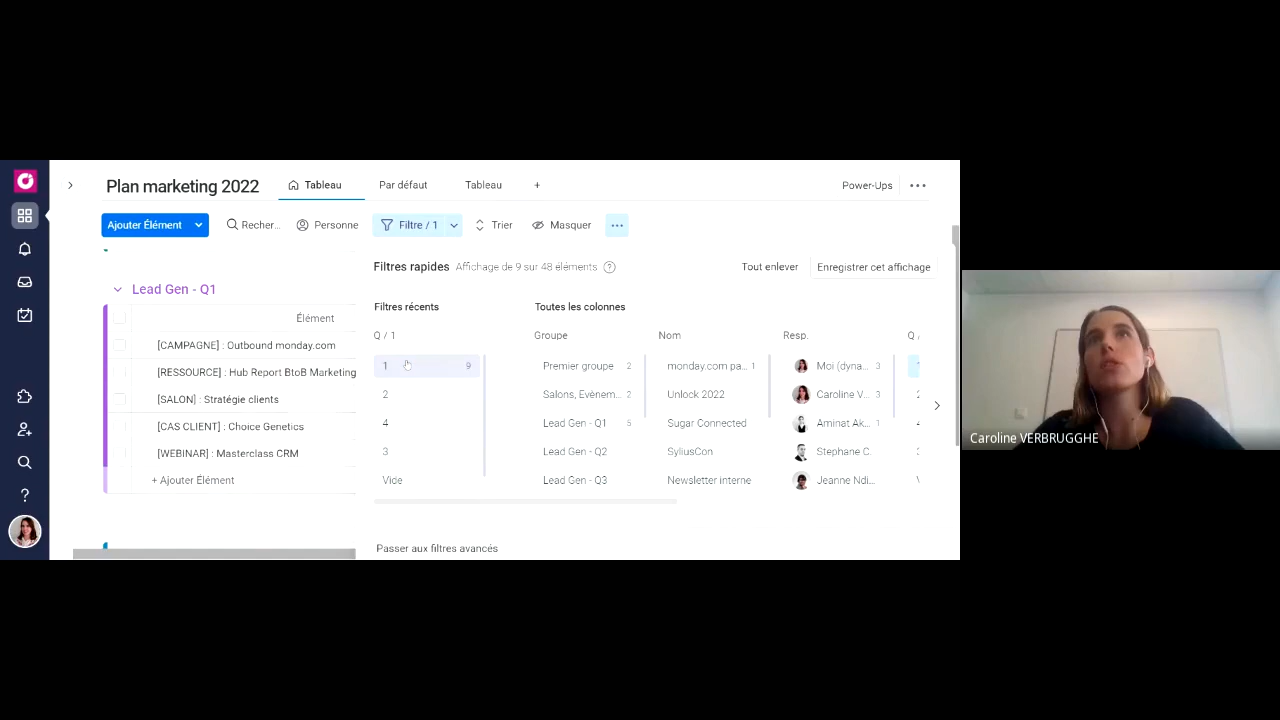 Plan marketing 2022
Tableau
Par défaut
Tableau
+
Power-Ups
Ajouter Élément
Recher...
Personne
Filtre / 1
Trier
Masquer
Filtres rapides
Affichage de 9 sur 48 éléments
?
Tout enlever
Enregistrer cet affichage
Lead Gen - Q1
Élément
[CAMPAGNE] : Outbound monday.com
[RESSOURCE] : Hub Report BtoB Marketing
[SALON] : Stratégie clients
[CAS CLIENT] : Choice Genetics
[WEBINAR] : Masterclass CRM
+ Ajouter Élément
Filtres récents
Toutes les colonnes
Q / 1
Groupe
Nom
Resp.
Q /
1 9
Premier groupe 2
monday.com pa... 1
Moi (dyna... 3
2
Salons, Evènem... 2
Unlock 2022
Caroline V... 3
4
Lead Gen - Q1 5
Sugar Connected
Aminat Ak... 1
3
Lead Gen - Q2
SyliusCon
Stephane C.
Vide
Lead Gen - Q3
Newsletter interne
Jeanne Ndi...
Passer aux filtres avancés
Caroline VERBRUGGHE